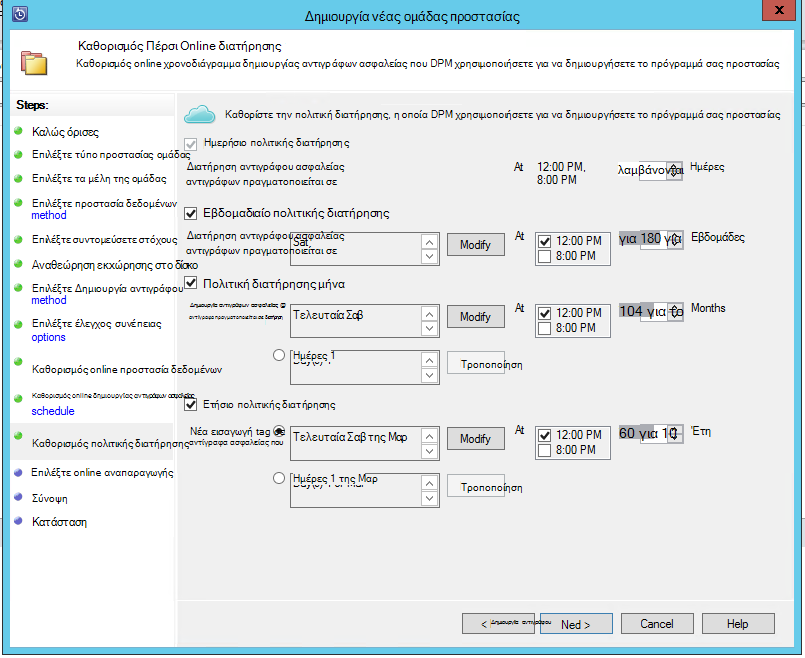 Δημιουργία νέας ομάδας προστασίας
x
Καθορισμός Πέρσι Online διατήρησης
Καθορισμός online χρονοδιάγραμμα δημιουργίας αντιγράφων ασφαλείας που DPM χρησιμοποιήσετε για να δημιουργήσετε το πρόγραμμά σας προστασίας
Steps:
Καλώς όρισες
Επιλέξτε τύπο προστασίας ομάδας
Επιλέξτε τα μέλη της ομάδας
Επιλέξτε προστασία δεδομένων
method
Επιλέξτε συντομεύσετε στόχους
Αναθεώρηση εκχώρησης στο δίσκο
Επιλέξτε Δημιουργία αντιγράφου
method
Επιλέξτε έλεγχος συνέπειας
options
Καθορισμός online προστασία δεδομένων
Καθορισμός online δημιουργίας αντιγράφων ασφαλείας
schedule
Καθορισμός πολιτικής διατήρησης
Επιλέξτε online αναπαραγωγής
Σύνοψη
Κατάσταση
Καθορίστε την πολιτική διατήρησης, η οποία DPM χρησιμοποιήσετε για να δημιουργήσετε το πρόγραμμά σας προστασίας
Ημερήσιο πολιτικής διατήρησης
Διατήρηση αντιγράφου ασφαλείας
αντιγράφων πραγματοποιείται σε
At
12:00 PM,
8:00 PM
λαμβάνονται
Ημέρες
Εβδομαδιαίο πολιτικής διατήρησης
Διατήρηση αντιγράφου ασφαλείας
αντιγράφων πραγματοποιείται σε
Sat
Modify
At
12:00 PM
8:00 PM
για 180 για
Εβδομάδες
Πολιτική διατήρησης μήνα
Δημιουργία αντιγράφων ασφαλείας @
αντίγραφα πραγματοποιείται σε διατήρηση
Τελευταία Σαβ
Modify
At
12:00 PM
8:00 PM
104 για το
Months
Ημέρες 1
Τροποποίηση
Ετήσιο πολιτικής διατήρησης
Νέα εισαγωγή tag
αντίγραφα ασφαλείας που
Τελευταία Σαβ της Μαρ
Modify
At
12:00 PM
8:00 PM
60 για 10
Έτη
Ημέρες 1 της Μαρ
Τροποποίηση
< Δημιουργία αντιγράφου
Ned >
Cancel
Help